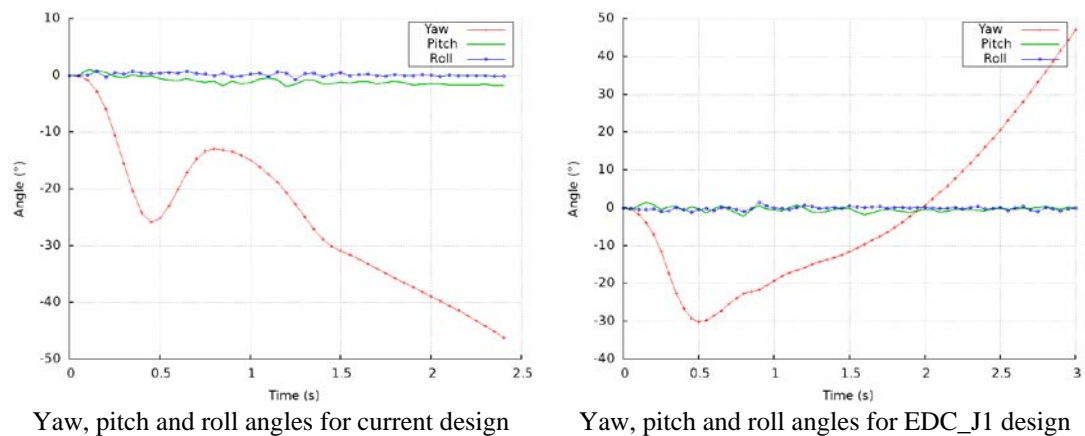 10
0
-10
-20
-30
-40
-50
Angle (°)
Yaw
Pitch
Roll
0
0.5
1
1.5
2
2.5
Time (s)
Yaw, pitch and roll angles for current design
50
40
30
20
10
0
-10
-20
-30
-40
Angle (°)
Yaw
Pitch
Roll
0
0.5
1
1.5
2
2.5
3
Time (s)
Yaw, pitch and roll angles for EDC_J1 design